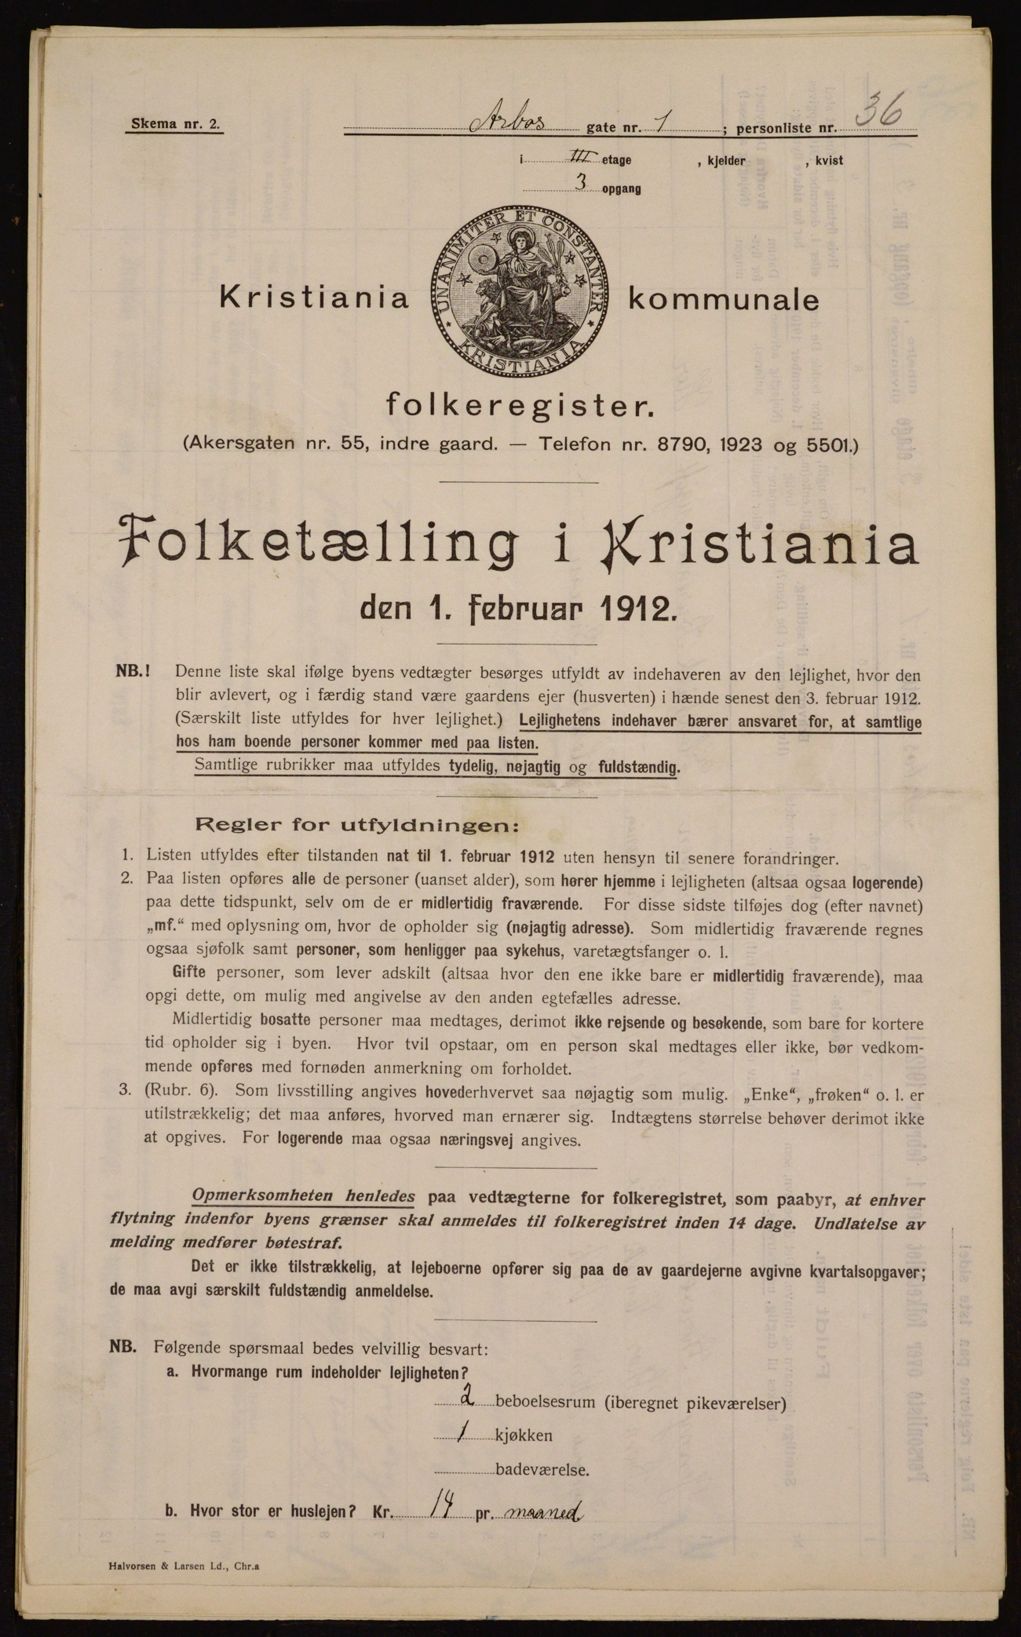 Skema nr. 2.
Arbos gate nr. 1 ; personliste nr. 36
i III etage , kjelder , kvist
3 opgang
UNANIMITER ET CONSTANTER
KRISTIANIA
Kristiania kommunale
folkeregister.
(Akersgaten nr. 55, indre gaard. — Telefon nr. 8790, 1923 og 5501.)
Folketælling i Kristiania
den 1. februar 1912.
NB.! Denne liste skal ifølge byens vedtægter besørges utfyldt av indehaveren av den lejlighet, hvor den
blir avlevert, og i færdig stand være gaardens ejer (husverten) i hænde senest den 3. februar 1912.
(Særskilt liste utfyldes for hver lejlighet.) Lejlighetens indehaver bærer ansvaret for, at samtlige
hos ham boende personer kommer med paa listen.
Samtlige rubrikker maa utfyldes tydelig, nøjagtig og fuldstændig.
Regler for utfyldningen:
1. Listen utfyldes efter tilstanden nat til 1. februar 1912 uten hensyn til senere forandringer.
2. Paa listen opføres alle de personer (uanset alder), som hører hjemme i lejligheten (altsaa ogsaa logerende)
paa dette tidspunkt, selv om de er midlertidig fraværende. For disse sidste tilføjes dog (efter navnet)
„mf.“ med oplysning om, hvor de opholder sig (nøjagtig adresse). Som midlertidig fraværende regnes
ogsaa sjøfolk samt personer, som henligger paa sykehus, varetægtsfanger o. l.
Gifte personer, som lever adskilt (altsaa hvor den ene ikke bare er midlertidig fraværende), maa
opgi dette, om mulig med angivelse av den anden egtefælles adresse.
Midlertidig bosatte personer maa medtages, derimot ikke rejsende og besøkende, som bare for kortere
tid opholder sig i byen. Hvor tvil opstaar, om en person skal medtages eller ikke, bør vedkom-
mende opføres med fornøden anmerkning om forholdet.
3. (Rubr. 6). Som livsstilling angives hovederhvervet saa nøjagtig som mulig. „Enke“, „frøken“ o. l. er
utilstrækkelig; det maa anføres, hvorved man ernærer sig. Indtægtens størrelse behøver derimot ikke
at opgives. For logerende maa ogsaa næringsvej angives.
Opmerksomheten henledes paa vedtægterne for folkeregistret, som paabyr, at enhver
flytning indenfor byens grænser skal anmeldes til folkeregistret inden 14 dage. Undlatelse av
melding medfører bøtestraf.
Det er ikke tilstrækkelig, at lejeboerne opfører sig paa de av gaardejerne avgivne kvartalsopgaver;
de maa avgi særskilt fuldstændig anmeldelse.
NB. Følgende spørsmaal bedes velvillig besvart:
a. Hvormange rum indeholder lejligheten?
2 beboelsesrum (iberegnet pikeværelser)
1 kjøkken
badeværelse.
b. Hvor stor er huslejen? Kr. 14 pr. maaned
Halvorsen & Larsen Ld., Chr.a